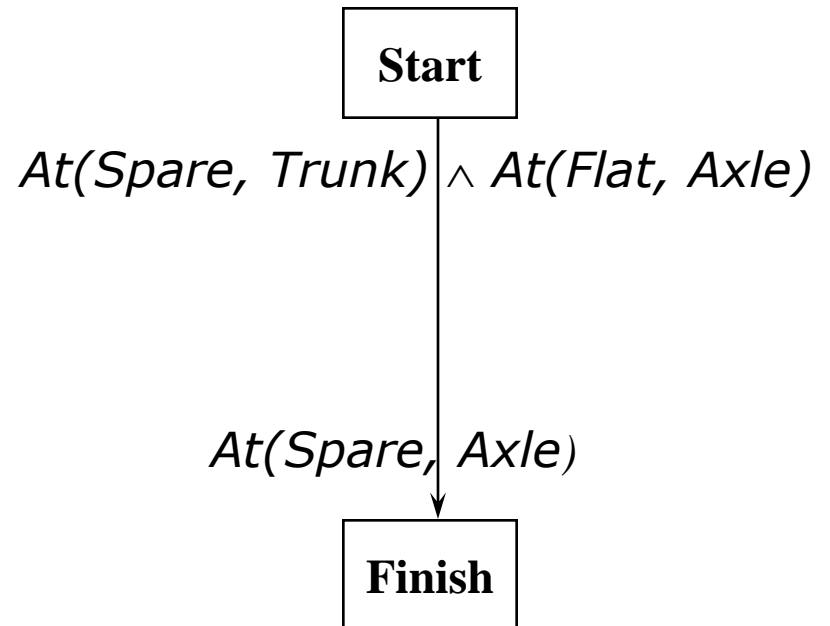 Start
At(Spare, Trunk) ∧ At(Flat, Axle)
At(Spare, Axle)
Finish